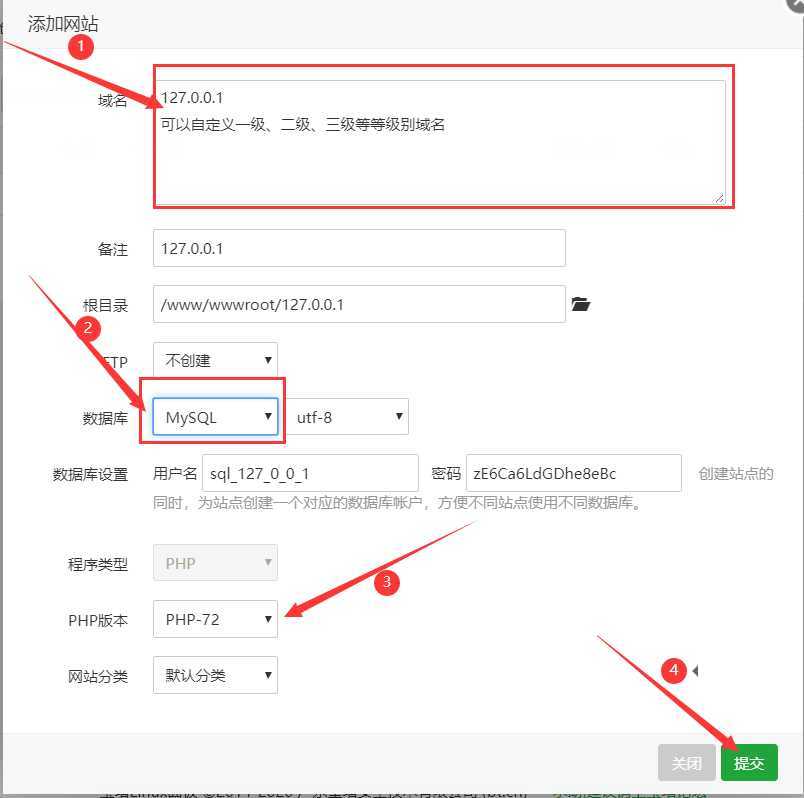 添加网站
1
域名
127.0.0.1
可以自定义一级、二级、三级等等级别域名
备注 127.0.0.1
根目录 /www/wwwroot/127.0.0.1
2
FTP 不创建
数据库 MySQL utf-8
数据库设置 用户名 sql_127_0_0_1 密码 zE6Ca6LdGDhe8eBc 创建站点的
同时，为站点创建一个对应的数据库帐户，方便不同站点使用不同数据库。
程序类型 PHP
3
PHP版本 PHP-72
网站分类 默认分类
4
关闭 提交